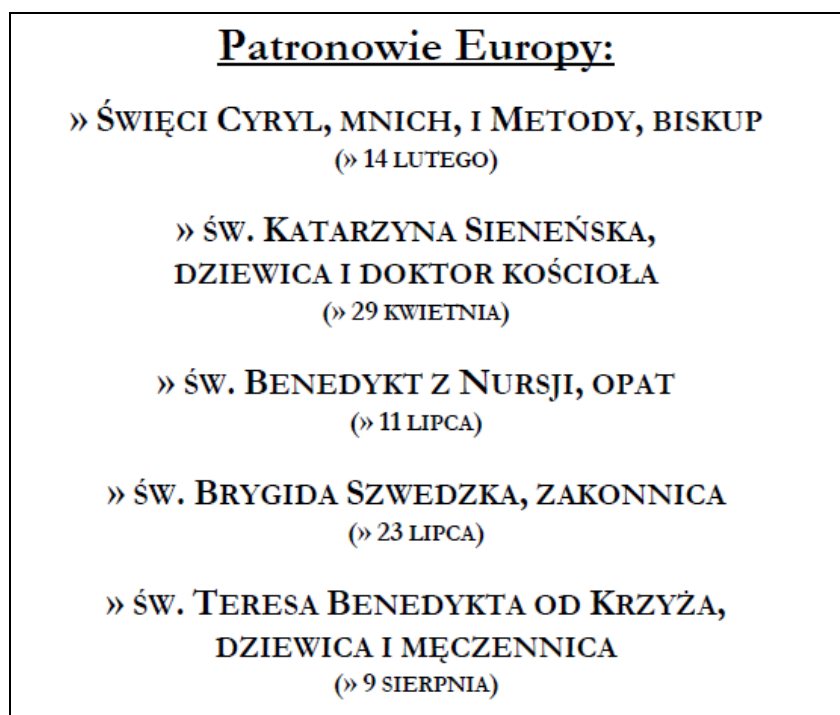 Patronowie Europy:
» Święci Cyryl, mnich, i Metody, biskup
(» 14 lutego)
» św. Katarzyna Sieneńska,
dziewica i doktor Kościoła
(» 29 kwietnia)
» św. Benedykt z Nursji, opat
(» 11 lipca)
» św. Brygida Szwedzka, zakonnica
(» 23 lipca)
» św. Teresa Benedykta od Krzyża,
dziewica i męczennica
(» 9 sierpnia)